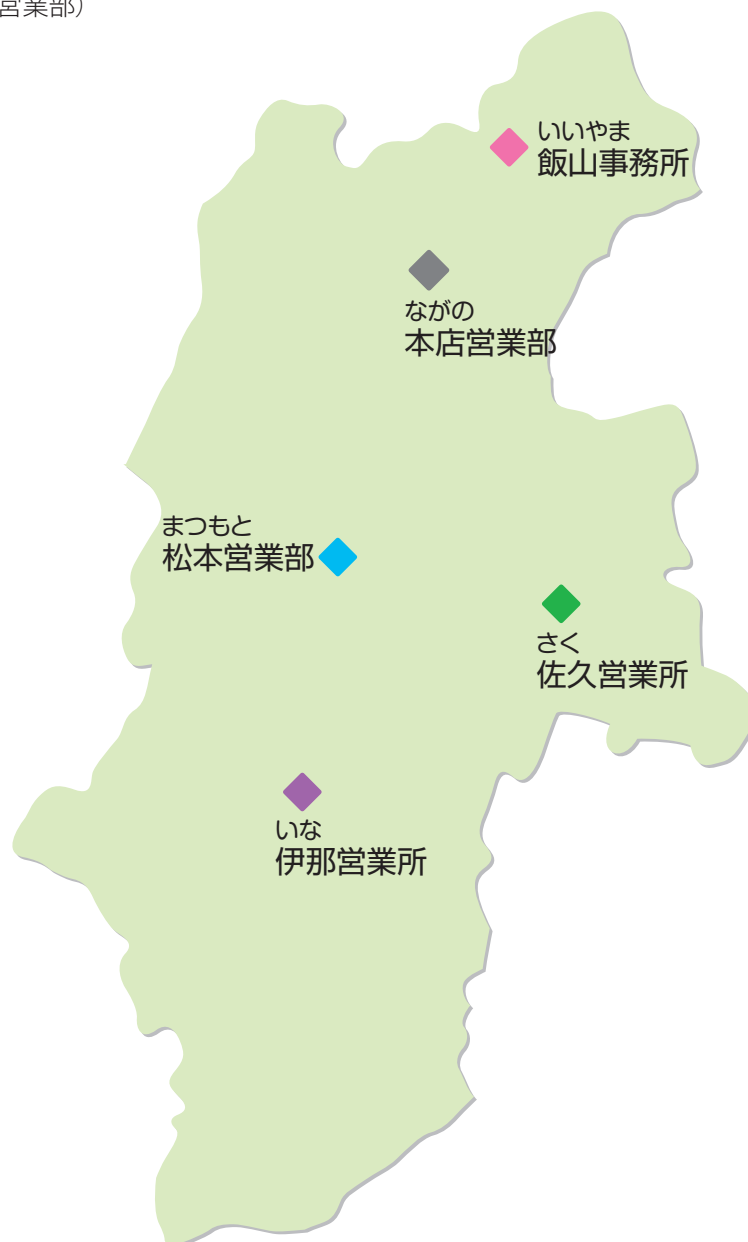 営業部）
いいやま
飯山事務所
ながの
本店営業部
まつもと
松本営業部
さく
佐久営業所
いな
伊那営業所